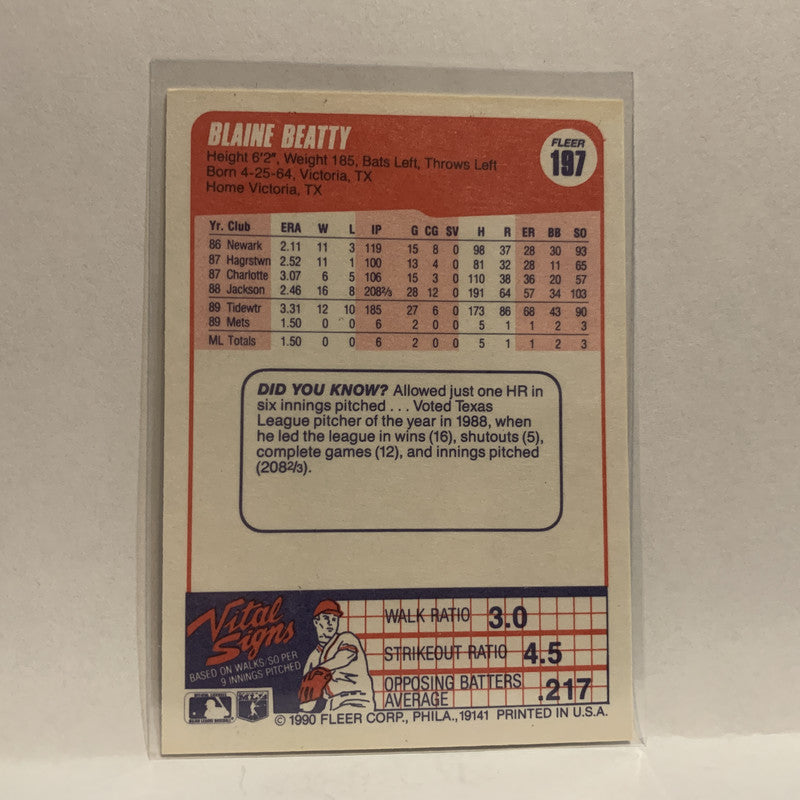 BLAINE BEATTY
Height 6'2", Weight 185, Bats Left, Throws Left
Born 4-25-64, Victoria, TX
Home Victoria, TX
FLEER
197
Yr. Club ERA W L IP G CG SV H R ER BB SO
86 Newark 2.11 11 3 119 15 8 0 98 37 28 30 93
87 Hagrstwn 2.52 11 1 100 13 4 0 81 32 28 11 65
87 Charlotte 3.07 6 5 106 15 3 0 110 38 36 20 57
88 Jackson 2.46 16 8 208⅔ 28 12 0 191 64 57 34 103
89 Tidewtr 3.31 12 10 185 27 6 0 173 86 68 43 90
89 Mets 1.50 0 0 6 2 0 0 5 1 1 2 3
ML Totals 1.50 0 0 6 2 0 0 5 1 1 2 3
DID YOU KNOW? Allowed just one HR in
six innings pitched . . . Voted Texas
League pitcher of the year in 1988, when
he led the league in wins (16), shutouts (5),
complete games (12), and innings pitched
(208⅔).
Vital
Signs
BASED ON WALKS/SO PER
9 INNINGS PITCHED
WALK RATIO 3.0
STRIKEOUT RATIO 4.5
OPPOSING BATTERS
AVERAGE .217
© 1990 FLEER CORP., PHILA., 19141 PRINTED IN U.S.A.